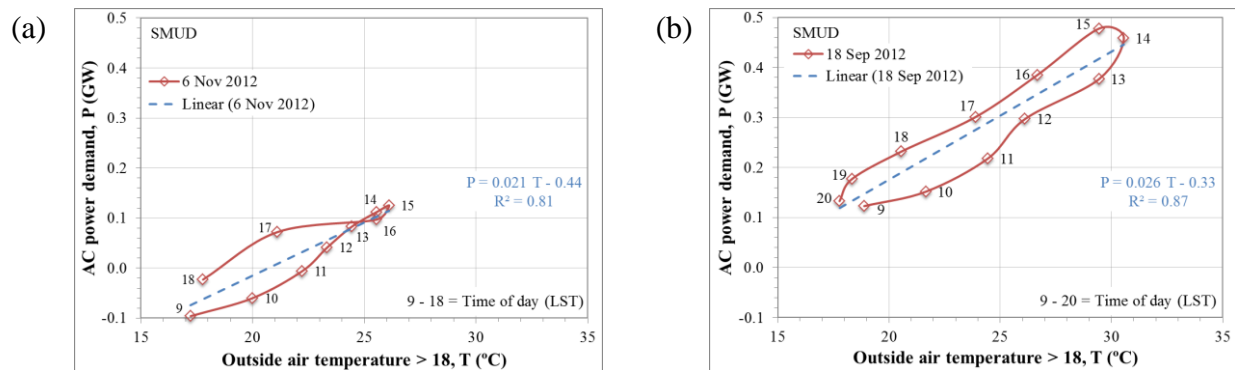 (a)
SMUD
6 Nov 2012
Linear (6 Nov 2012)
AC power demand, P (GW)
0.5
0.4
0.3
0.2
0.1
0.0
-0.1
P = 0.021 T - 0.44
R² = 0.81
14
15
17
13
16
12
18
11
9
10
9 - 18 = Time of day (LST)
15
20
25
30
35
Outside air temperature > 18, T (ºC)
(b)
SMUD
18 Sep 2012
Linear (18 Sep 2012)
AC power demand, P (GW)
0.5
0.4
0.3
0.2
0.1
0.0
-0.1
15
14
16
13
17
12
18
11
19
10
20
9
P = 0.026 T - 0.33
R² = 0.87
9 - 20 = Time of day (LST)
15
20
25
30
35
Outside air temperature > 18, T (ºC)